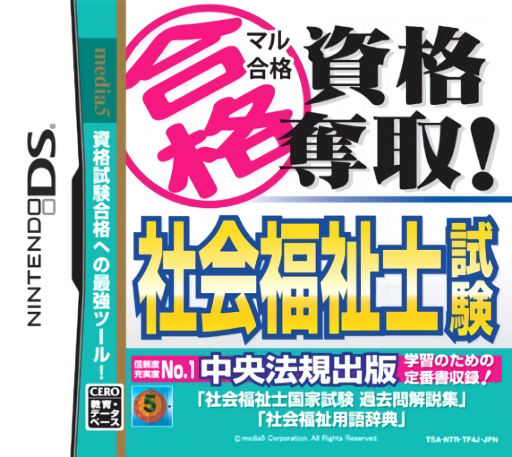 NINTENDO DS
media5
資格試験合格への最強ツール!
CERO
教育・
データ
ベース
合格
マル
合格
資格
奪取!
社会福祉士
試験
信頼度
充実度
No.1
中央法規出版
学習のための
定番書収録!
5
「社会福祉士国家試験 過去問解説集」
「社会福祉用語辞典」
© media5 Corporation. All Rights Reserved.
TSA-NTR-TF4J-JPN